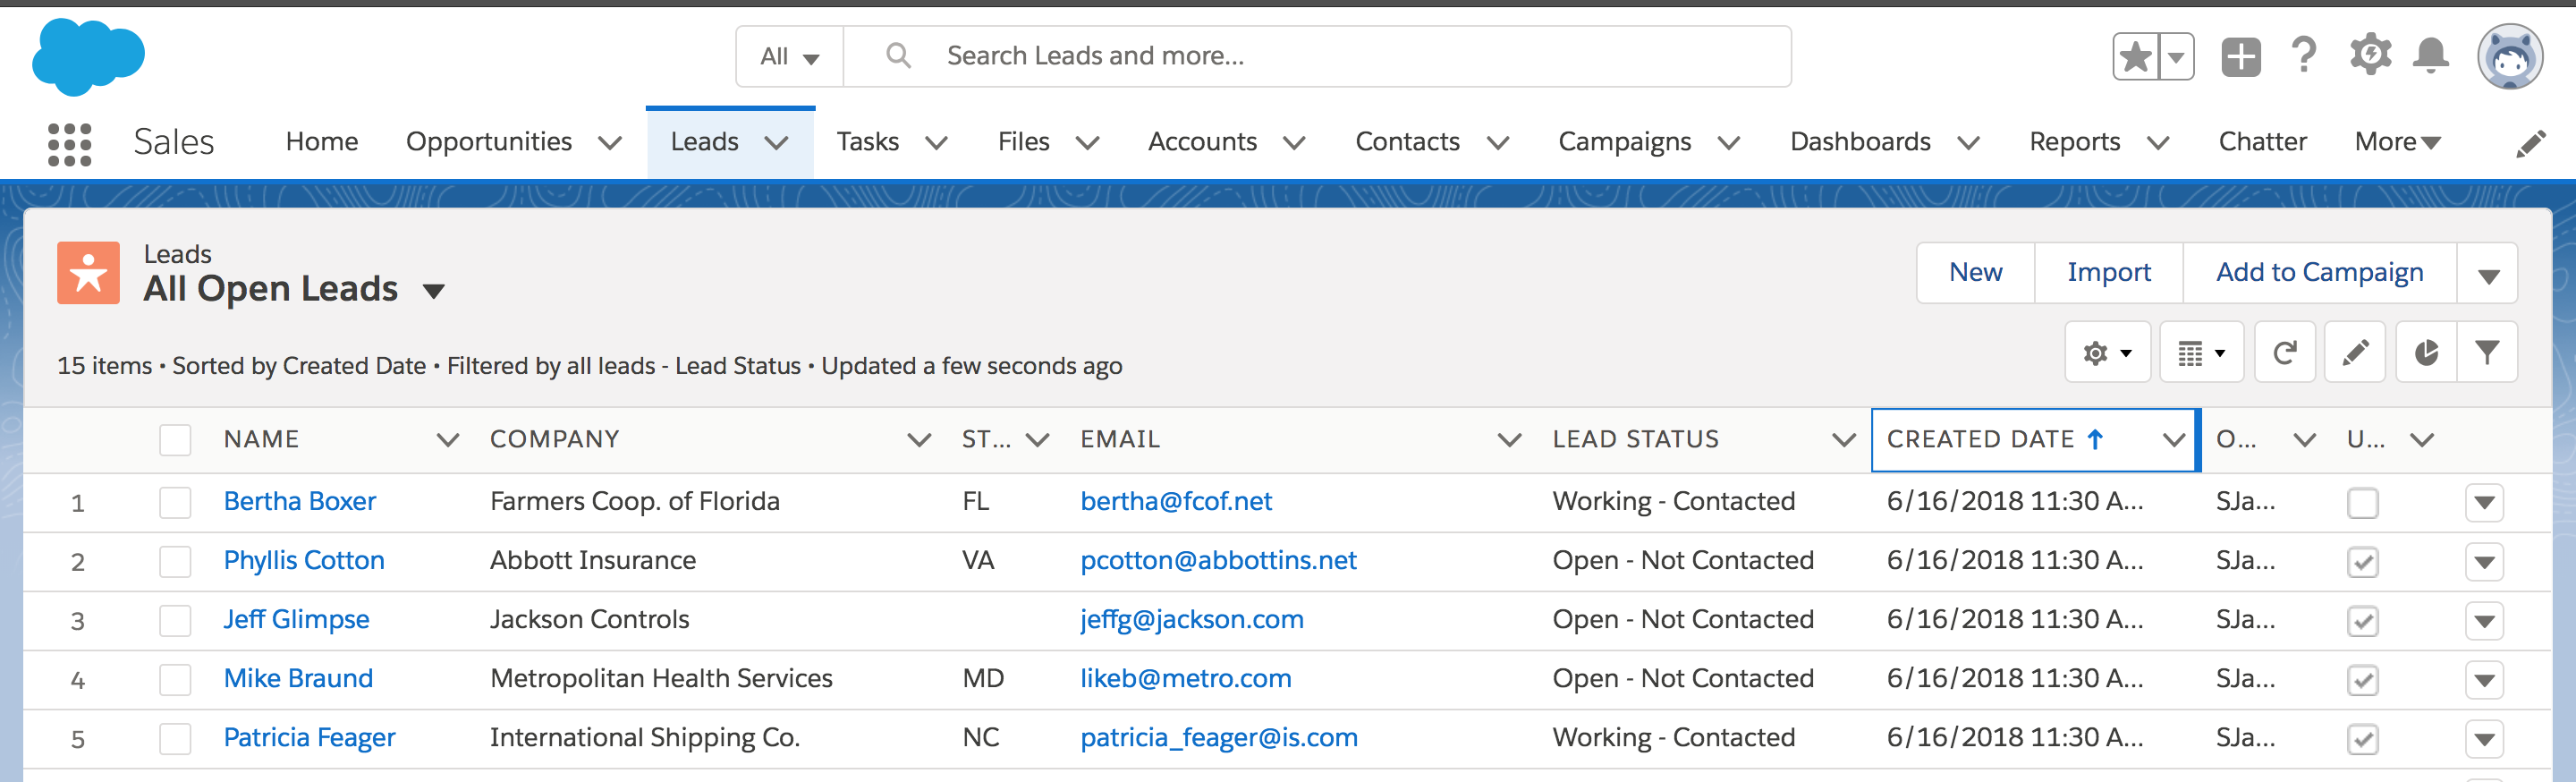 All Search Leads and more...
Sales Home Opportunities Leads Tasks Files Accounts Contacts Campaigns Dashboards Reports Chatter More
Leads
All Open Leads
New Import Add to Campaign
15 items • Sorted by Created Date • Filtered by all leads - Lead Status • Updated a few seconds ago
NAME COMPANY ST... EMAIL LEAD STATUS CREATED DATE O... U...
1 Bertha Boxer Farmers Coop. of Florida FL bertha@fcof.net Working - Contacted 6/16/2018 11:30 A... SJa...
2 Phyllis Cotton Abbott Insurance VA pcotton@abbottins.net Open - Not Contacted 6/16/2018 11:30 A... SJa...
3 Jeff Glimpse Jackson Controls jeffg@jackson.com Open - Not Contacted 6/16/2018 11:30 A... SJa...
4 Mike Braund Metropolitan Health Services MD likeb@metro.com Open - Not Contacted 6/16/2018 11:30 A... SJa...
5 Patricia Feager International Shipping Co. NC patricia_feager@is.com Working - Contacted 6/16/2018 11:30 A... SJa...